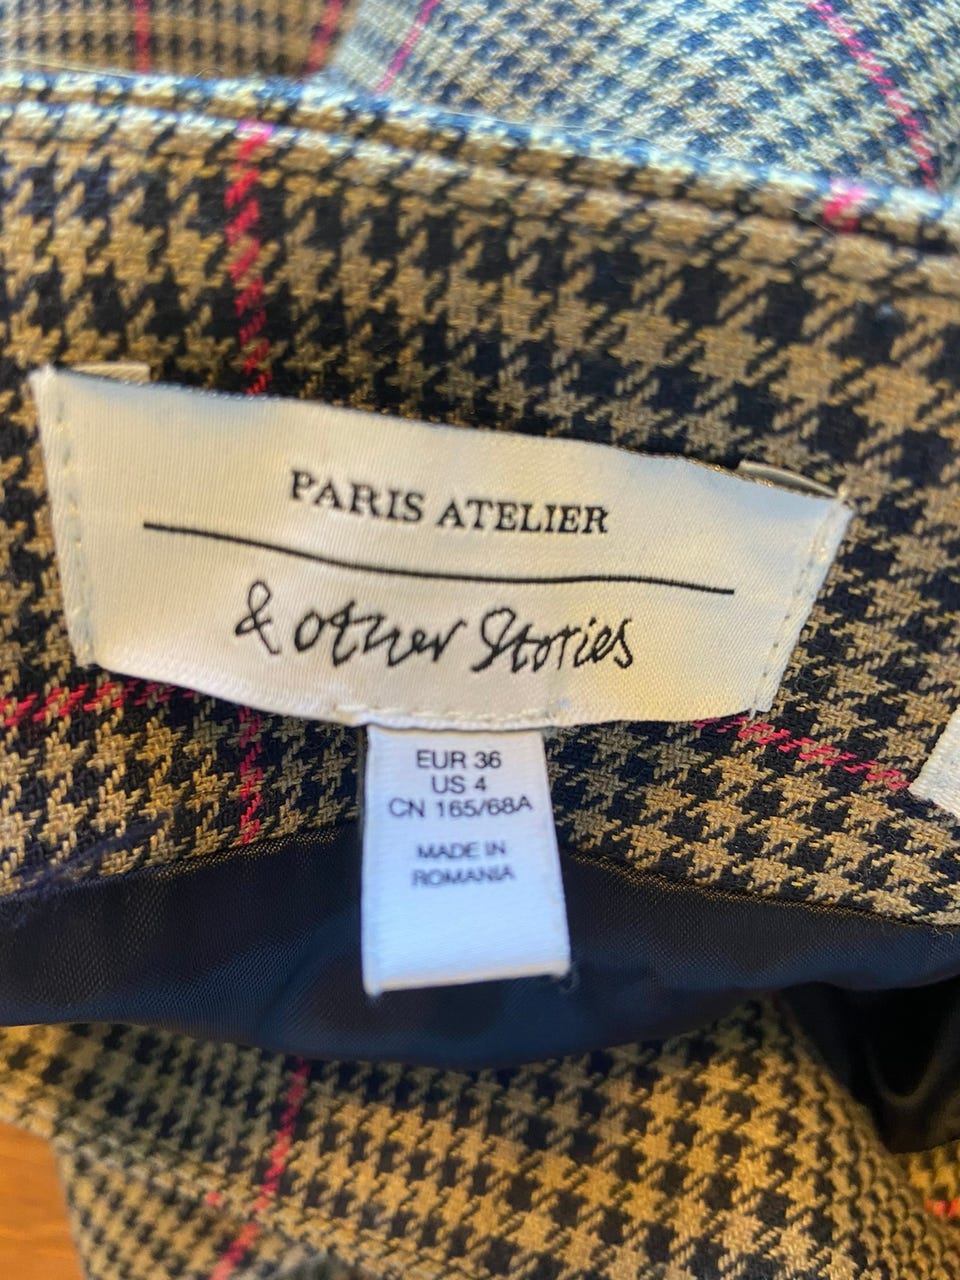 PARIS ATELIER
& other Stories
EUR 36
US 4
CN 165/68A
MADE IN
ROMANIA